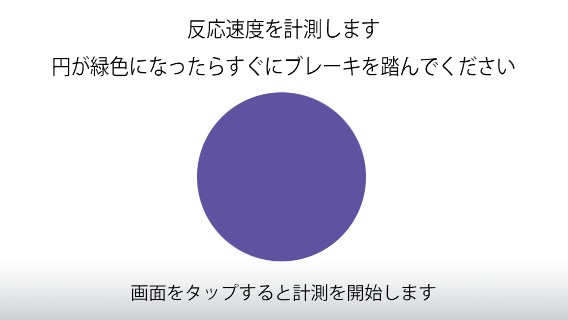 反応速度を計測します
円が緑色になったらすぐにブレーキを踏んでください
画面をタップすると計測を開始します